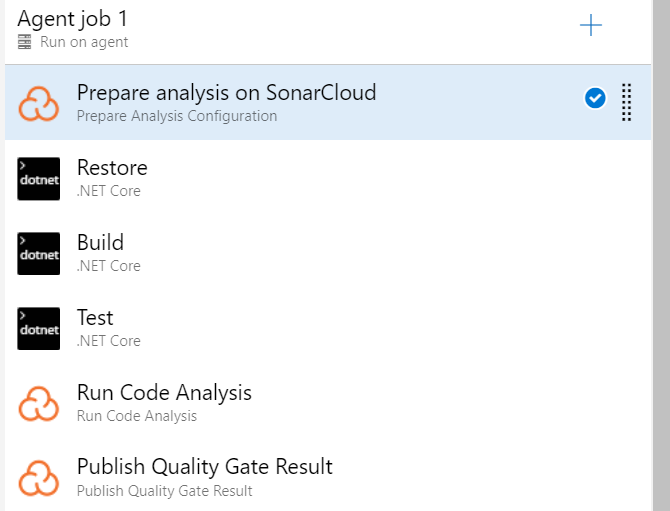 Agent job 1
Run on agent
Prepare analysis on SonarCloud
Prepare Analysis Configuration
dotnet
Restore
.NET Core
dotnet
Build
.NET Core
dotnet
Test
.NET Core
Run Code Analysis
Run Code Analysis
Publish Quality Gate Result
Publish Quality Gate Result